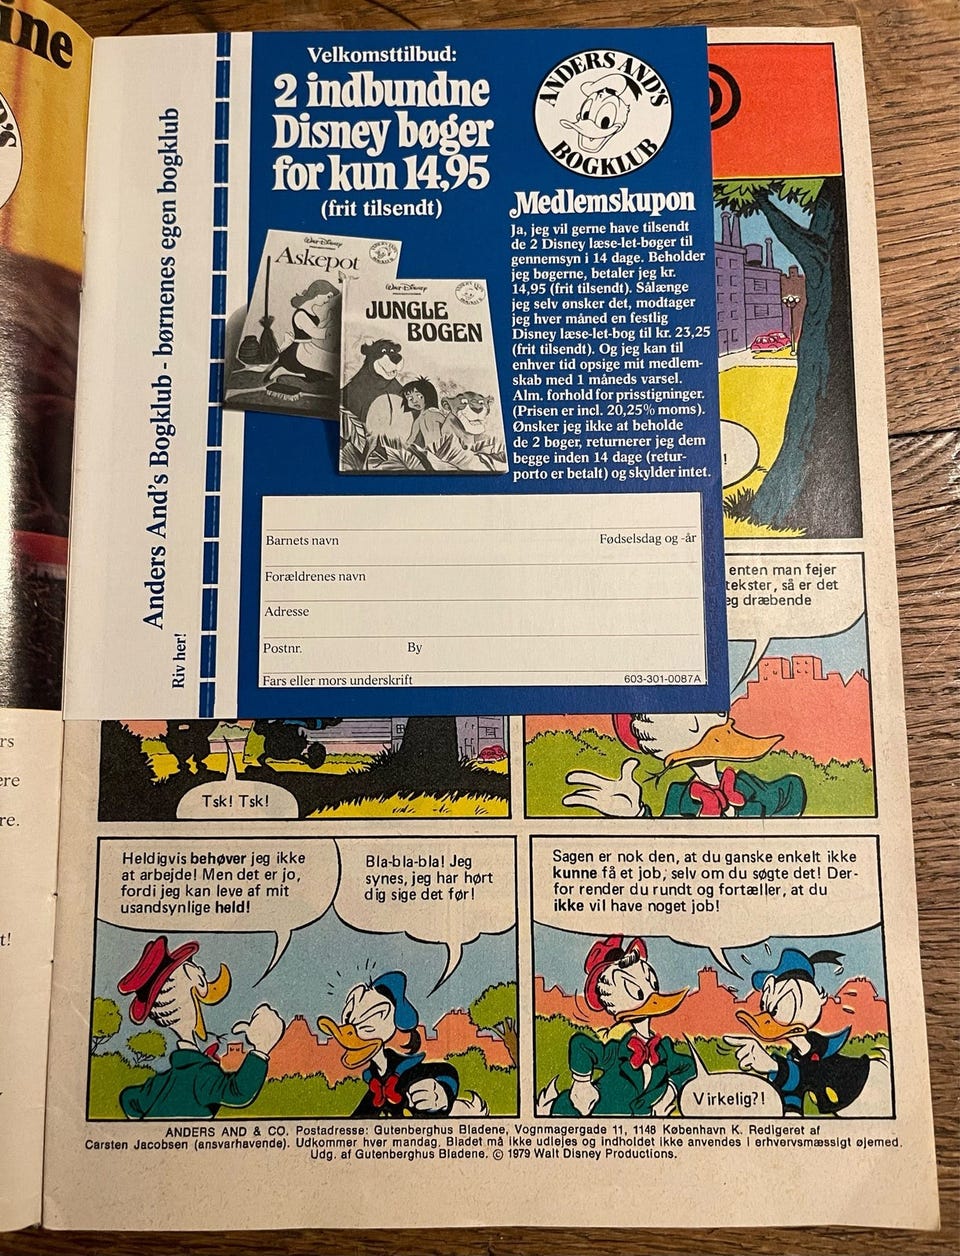 ine
Anders And's Bogklub - børnenes egen bogklub
Riv her!
Velkomsttilbud:
2 indbundne
Disney bøger
for kun 14,95
(frit tilsendt)
ANDERS AND'S
BOGKLUB
Walt Disney
Askepot
Walt Disney
JUNGLE
BOGEN
Medlemskupon
Ja, jeg vil gerne have tilsendt
de 2 Disney læse-let-bøger til
gennemsyn i 14 dage. Beholder
jeg bøgerne, betaler jeg kr.
14,95 (frit tilsendt). Sålænge
jeg selv ønsker det, modtager
jeg hver måned en festlig
Disney læse-let-bog til kr. 23,25
(frit tilsendt). Og jeg kan til
enhver tid opsige mit medlem-
skab med 1 måneds varsel.
Alm. forhold for prisstigninger.
(Prisen er incl. 20,25% moms).
Ønsker jeg ikke at beholde
de 2 bøger, returnerer jeg dem
begge inden 14 dage (retur-
porto er betalt) og skylder intet.
Barnets navn Fødselsdag og -år
Forældrenes navn
Adresse
Postnr. By
Fars eller mors underskrift 603-301-0087A
!
enten man fejer
tekster, så er det
eg dræbende
rs
ere
re.
t!
Tsk! Tsk!
Heldigvis behøver jeg ikke
at arbejde! Men det er jo,
fordi jeg kan leve af mit
usandsynlige held!
Bla-bla-bla! Jeg
synes, jeg har hørt
dig sige det før!
Sagen er nok den, at du ganske enkelt ikke
kunne få et job, selv om du søgte det! Der-
for render du rundt og fortæller, at du
ikke vil have noget job!
Virkelig?!
ANDERS AND & CO. Postadresse: Gutenberghus Bladene, Vognmagergade 11, 1148 København K. Redigeret af
Carsten Jacobsen (ansvarhavende). Udkommer hver mandag. Bladet må ikke udlejes og indholdet ikke anvendes i erhvervsmæssigt øjemed.
Udg. af Gutenberghus Bladene. © 1979 Walt Disney Productions.